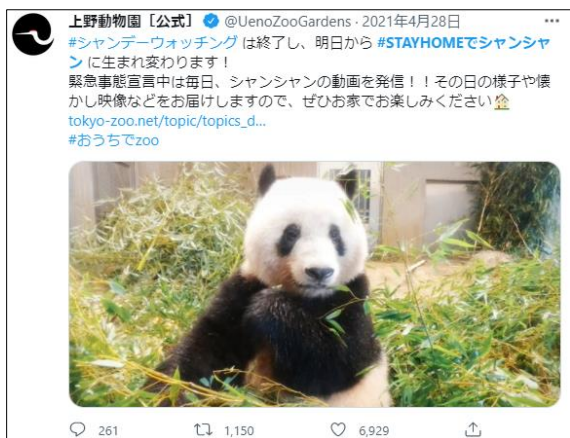 上野動物園［公式］ @UenoZooGardens · 2021年4月28日 ···
#シャンデーウォッチング は終了し、明日から #STAYHOMEでシャンシャ
ン に生まれ変わります！
緊急事態宣言中は毎日、シャンシャンの動画を発信！！その日の様子や懐
かし映像などをお届けしますので、ぜひお家でお楽しみください🏠
tokyo-zoo.net/topic/topics_d...
#おうちでzoo
261 1,150 6,929